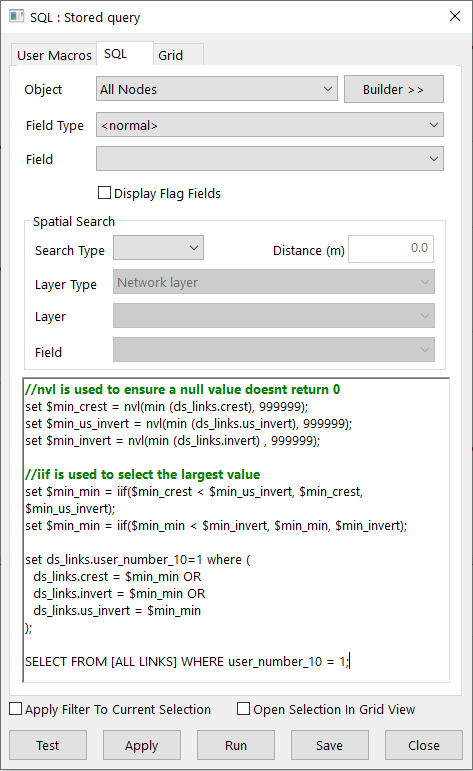 SQL : Stored query
User Macros SQL Grid
Object All Nodes Builder >>
Field Type <normal>
Field
Display Flag Fields
Spatial Search
Search Type Distance (m) 0.0
Layer Type Network layer
Layer
Field
//nvl is used to ensure a null value doesnt return 0
set $min_crest = nvl(min (ds_links.crest), 999999);
set $min_us_invert = nvl(min (ds_links.us_invert), 999999);
set $min_invert = nvl(min (ds_links.invert) , 999999);
//iif is used to select the largest value
set $min_min = iif($min_crest < $min_us_invert, $min_crest,
$min_us_invert);
set $min_min = iif($min_min < $min_invert, $min_min, $min_invert);
set ds_links.user_number_10=1 where (
ds_links.crest = $min_min OR
ds_links.invert = $min_min OR
ds_links.us_invert = $min_min
);
SELECT FROM [ALL LINKS] WHERE user_number_10 = 1;
Apply Filter To Current Selection Open Selection In Grid View
Test Apply Run Save Close